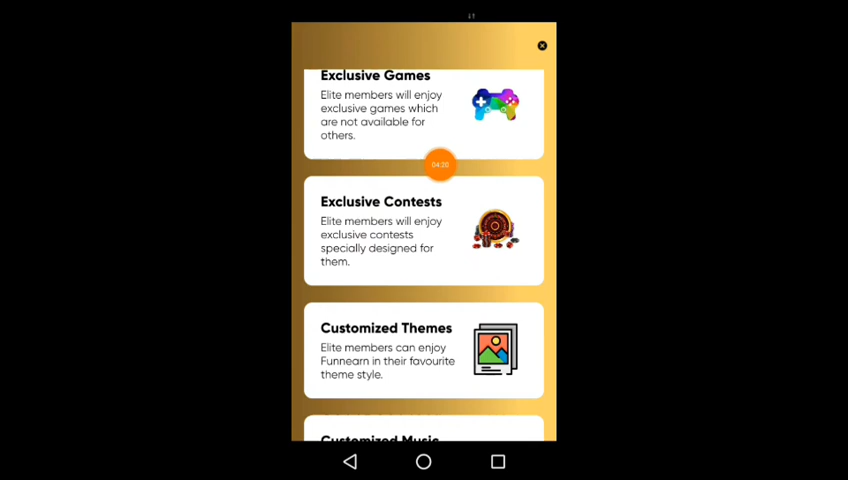 Exclusive Games
Elite members will enjoy
exclusive games which
are not available for
others.
04:20
Exclusive Contests
Elite members will enjoy
exclusive contests
specially designed for
them.
Customized Themes
Elite members can enjoy
Funnearn in their favourite
theme style.
Customized Music